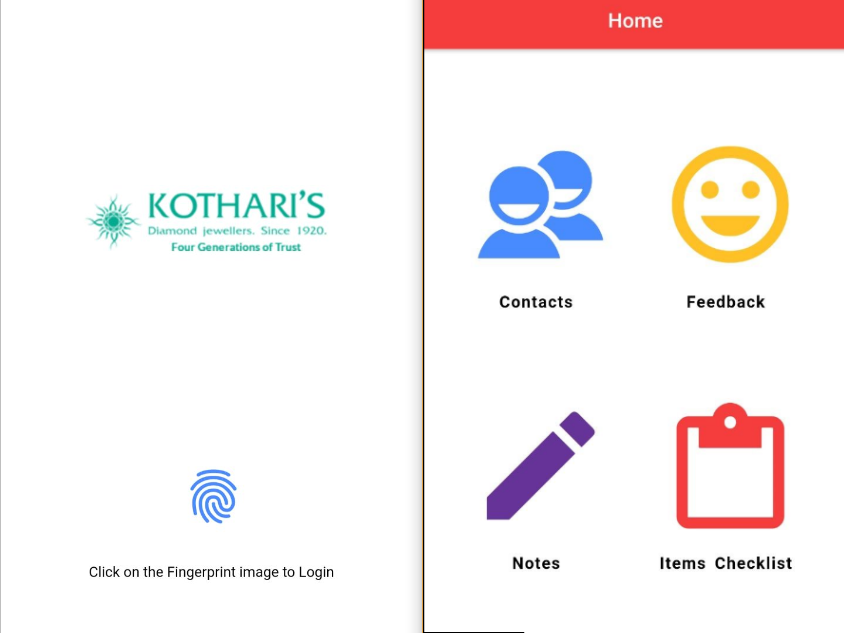 KOTHARI'S
Diamond jewellers. Since 1920.
Four Generations of Trust
Click on the Fingerprint image to Login
Home
Contacts
Feedback
Notes
Items Checklist